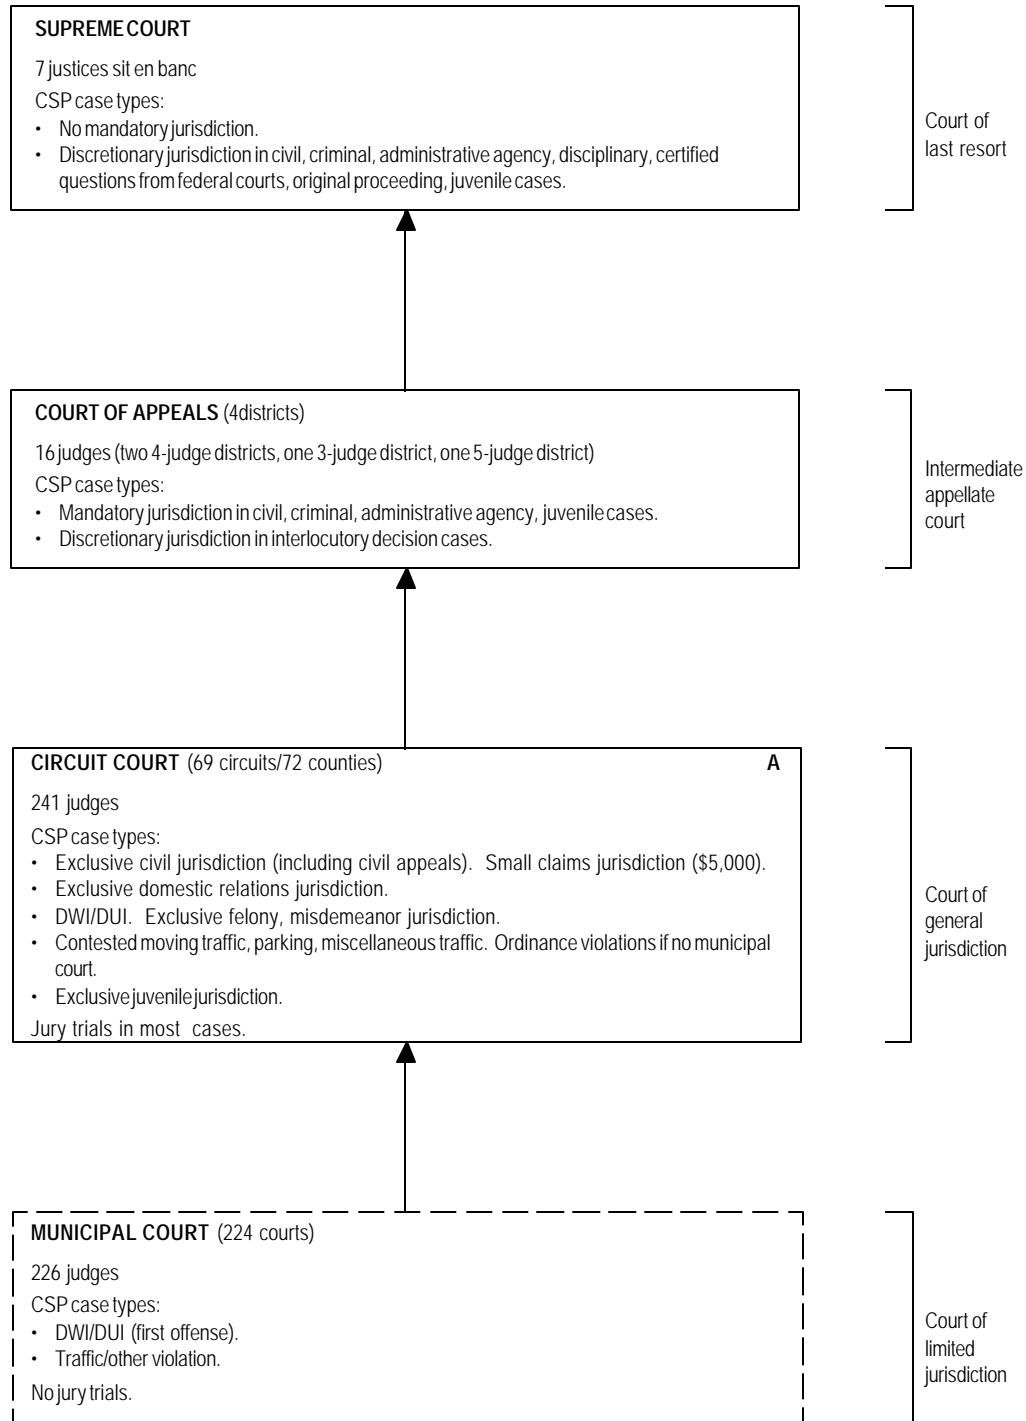 SUPREME COURT
7 justices sit en banc
CSP case types:
• No mandatory jurisdiction.
• Discretionary jurisdiction in civil, criminal, administrative agency, disciplinary, certified
questions from federal courts, original proceeding, juvenile cases.
Court of
last resort
COURT OF APPEALS (4 districts)
16 judges (two 4-judge districts, one 3-judge district, one 5-judge district)
CSP case types:
• Mandatory jurisdiction in civil, criminal, administrative agency, juvenile cases.
• Discretionary jurisdiction in interlocutory decision cases.
Intermediate
appellate
court
CIRCUIT COURT (69 circuits/72 counties) A
241 judges
CSP case types:
• Exclusive civil jurisdiction (including civil appeals). Small claims jurisdiction ($5,000).
• Exclusive domestic relations jurisdiction.
• DWI/DUI. Exclusive felony, misdemeanor jurisdiction.
• Contested moving traffic, parking, miscellaneous traffic. Ordinance violations if no municipal
court.
• Exclusive juvenile jurisdiction.
Jury trials in most cases.
Court of
general
jurisdiction
MUNICIPAL COURT (224 courts)
226 judges
CSP case types:
• DWI/DUI (first offense).
• Traffic/other violation.
No jury trials.
Court of
limited
jurisdiction